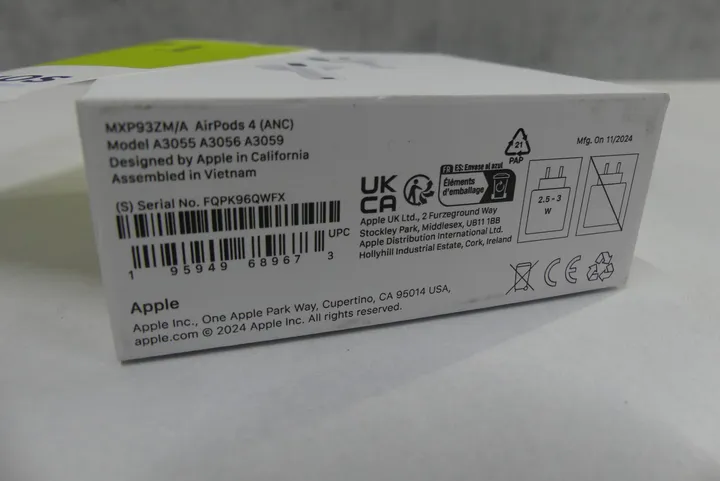 MXP93ZM/A AirPods 4 (ANC)
Model A3055 A3056 A3059
Designed by Apple in California
Assembled in Vietnam
(S) Serial No. FQPK96QWFX
UPC
1 95949 68967 3
Apple
Apple Inc., One Apple Park Way, Cupertino, CA 95014 USA,
apple.com © 2024 Apple Inc. All rights reserved.
UK
CA
FR ES: Envase al azul
Éléments
d'emballage
Apple UK Ltd., 2 Furzeground Way
Stockley Park, Middlesex, UB11 1BB
Apple Distribution International Ltd.
Hollyhill Industrial Estate, Cork, Ireland
21
PAP
Mfg. On 11/2024
2.5 - 3
W
CE